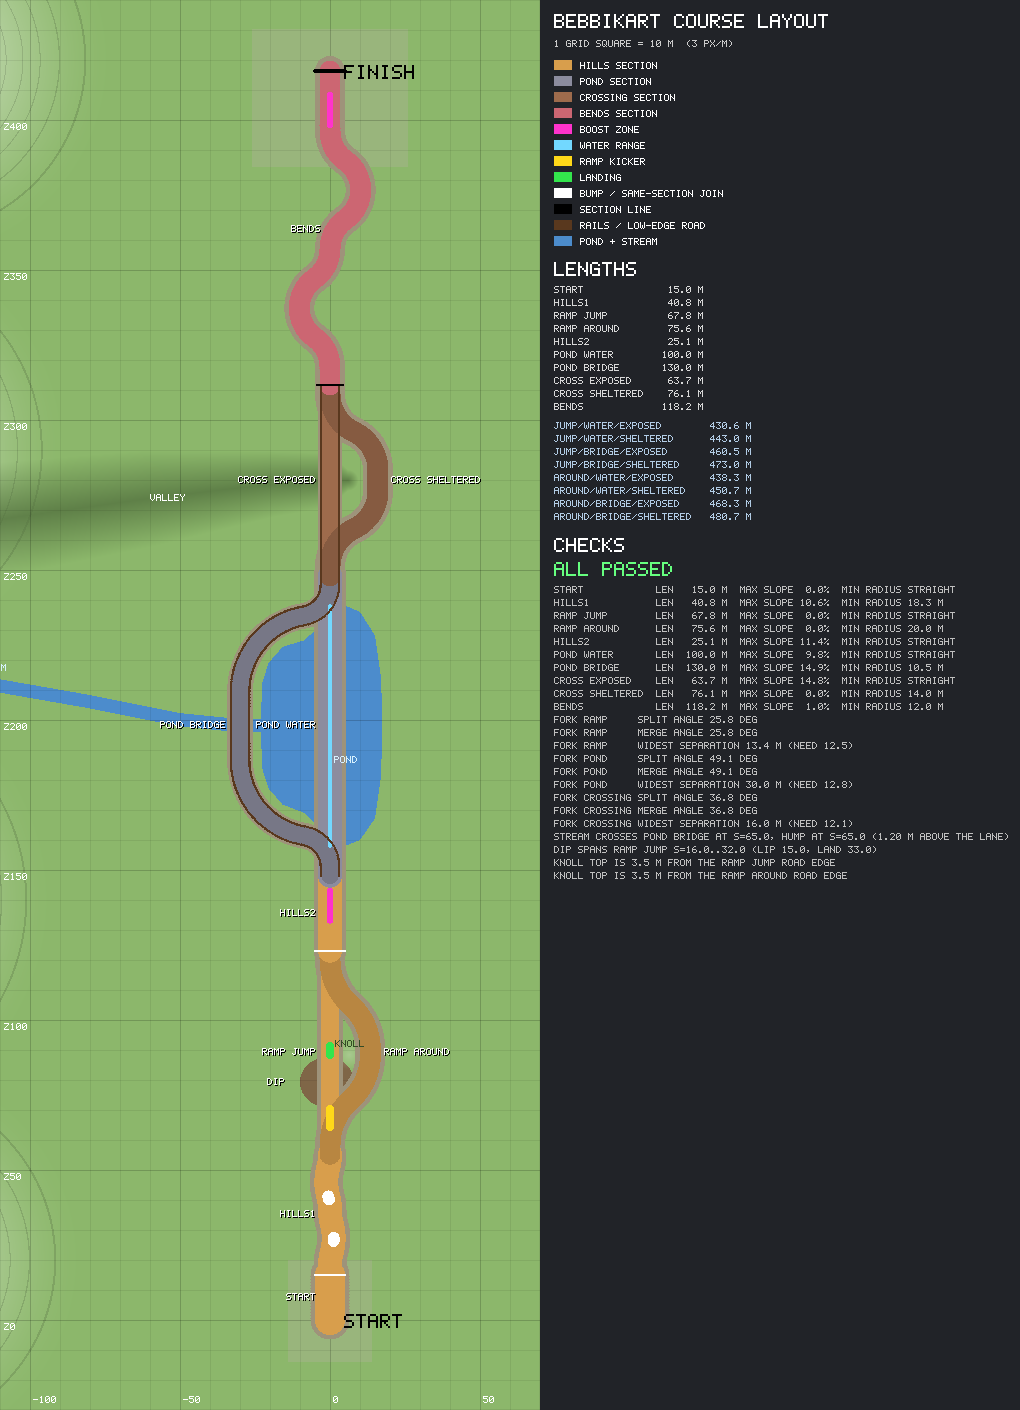 FINISH
Z400
BENDS
Z350
Z300
CROSS EXPOSED
CROSS SHELTERED
VALLEY
Z250
M
Z200
POND BRIDGE
POND WATER
POND
Z150
HILLS2
Z100
KNOLL
RAMP JUMP
RAMP AROUND
DIP
Z50
HILLS1
START
START
Z0
-100
-50
0
50
BEBBIKART COURSE LAYOUT
1 GRID SQUARE = 10 M (3 PX/M)
HILLS SECTION
POND SECTION
CROSSING SECTION
BENDS SECTION
BOOST ZONE
WATER RANGE
RAMP KICKER
LANDING
BUMP / SAME-SECTION JOIN
SECTION LINE
RAILS / LOW-EDGE ROAD
POND + STREAM
LENGTHS
START 15.0 M
HILLS1 40.8 M
RAMP JUMP 67.8 M
RAMP AROUND 75.6 M
HILLS2 25.1 M
POND WATER 100.0 M
POND BRIDGE 130.0 M
CROSS EXPOSED 63.7 M
CROSS SHELTERED 76.1 M
BENDS 118.2 M
JUMP/WATER/EXPOSED 430.6 M
JUMP/WATER/SHELTERED 443.0 M
JUMP/BRIDGE/EXPOSED 460.5 M
JUMP/BRIDGE/SHELTERED 473.0 M
AROUND/WATER/EXPOSED 438.3 M
AROUND/WATER/SHELTERED 450.7 M
AROUND/BRIDGE/EXPOSED 468.3 M
AROUND/BRIDGE/SHELTERED 480.7 M
CHECKS
ALL PASSED
START LEN 15.0 M MAX SLOPE 0.0% MIN RADIUS STRAIGHT
HILLS1 LEN 40.8 M MAX SLOPE 10.6% MIN RADIUS 18.3 M
RAMP JUMP LEN 67.8 M MAX SLOPE 0.0% MIN RADIUS STRAIGHT
RAMP AROUND LEN 75.6 M MAX SLOPE 0.0% MIN RADIUS 20.0 M
HILLS2 LEN 25.1 M MAX SLOPE 11.4% MIN RADIUS STRAIGHT
POND WATER LEN 100.0 M MAX SLOPE 9.8% MIN RADIUS STRAIGHT
POND BRIDGE LEN 130.0 M MAX SLOPE 14.9% MIN RADIUS 10.5 M
CROSS EXPOSED LEN 63.7 M MAX SLOPE 14.8% MIN RADIUS STRAIGHT
CROSS SHELTERED LEN 76.1 M MAX SLOPE 0.0% MIN RADIUS 14.0 M
BENDS LEN 118.2 M MAX SLOPE 1.0% MIN RADIUS 12.0 M
FORK RAMP SPLIT ANGLE 25.8 DEG
FORK RAMP MERGE ANGLE 25.8 DEG
FORK RAMP WIDEST SEPARATION 13.4 M (NEED 12.5)
FORK POND SPLIT ANGLE 49.1 DEG
FORK POND MERGE ANGLE 49.1 DEG
FORK POND WIDEST SEPARATION 30.0 M (NEED 12.8)
FORK CROSSING SPLIT ANGLE 36.8 DEG
FORK CROSSING MERGE ANGLE 36.8 DEG
FORK CROSSING WIDEST SEPARATION 16.0 M (NEED 12.1)
STREAM CROSSES POND BRIDGE AT S=65.0, HUMP AT S=65.0 (1.20 M ABOVE THE LANE)
DIP SPANS RAMP JUMP S=16.0..32.0 (LIP 15.0, LAND 33.0)
KNOLL TOP IS 3.5 M FROM THE RAMP JUMP ROAD EDGE
KNOLL TOP IS 3.5 M FROM THE RAMP AROUND ROAD EDGE